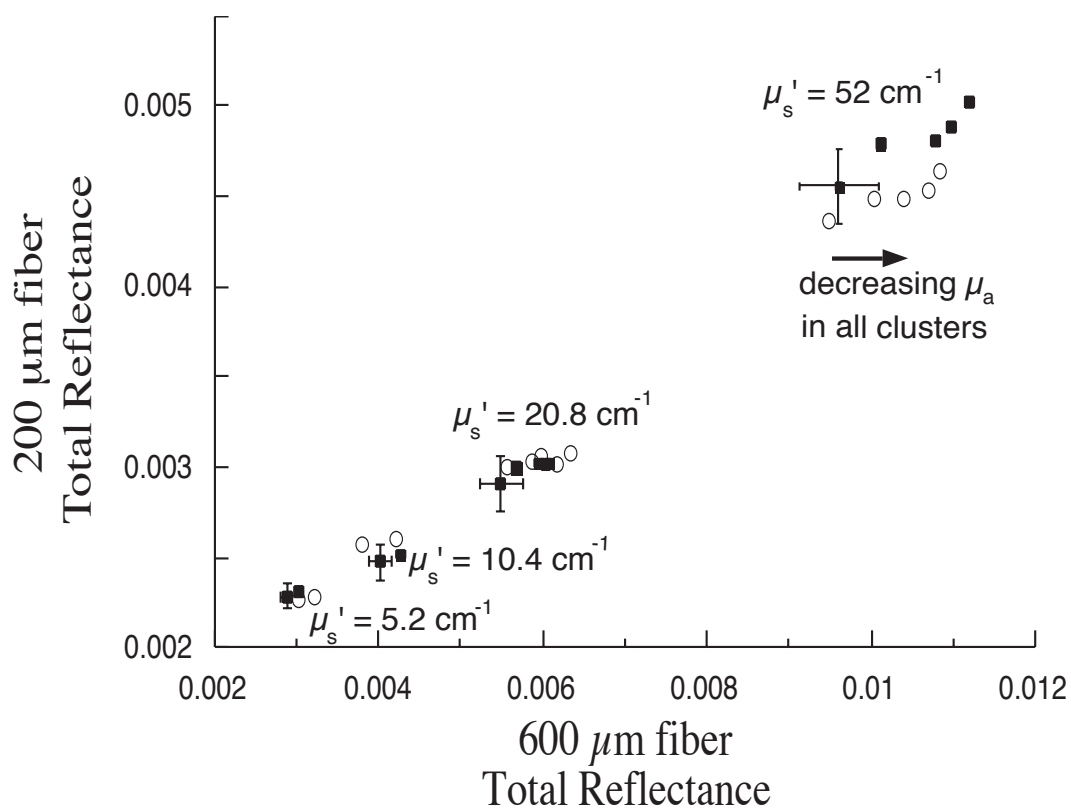 200 µm fiber
Total Reflectance
0.005
0.004
0.003
0.002
µs' = 52 cm-1
decreasing µa
in all clusters
µs' = 20.8 cm-1
µs' = 10.4 cm-1
µs' = 5.2 cm-1
0.002 0.004 0.006 0.008 0.01 0.012
600 µm fiber
Total Reflectance